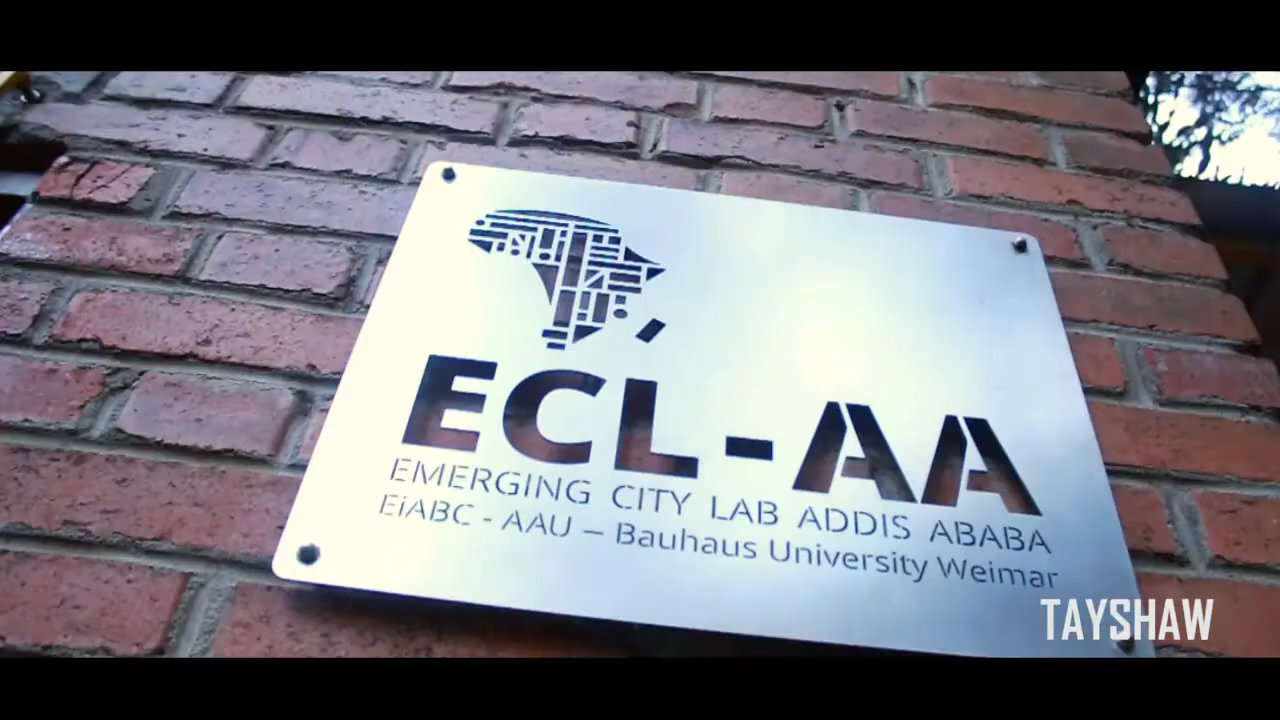 ECL-AA
EMERGING CITY LAB ADDIS ABABA
EiABC - AAU – Bauhaus University Weimar
TAYSHAW